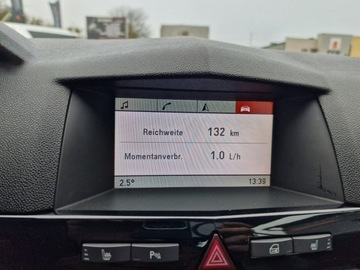 Reichweite 132 km
Momentanverbr. 1.0 L/h
2.5° 13:39
P